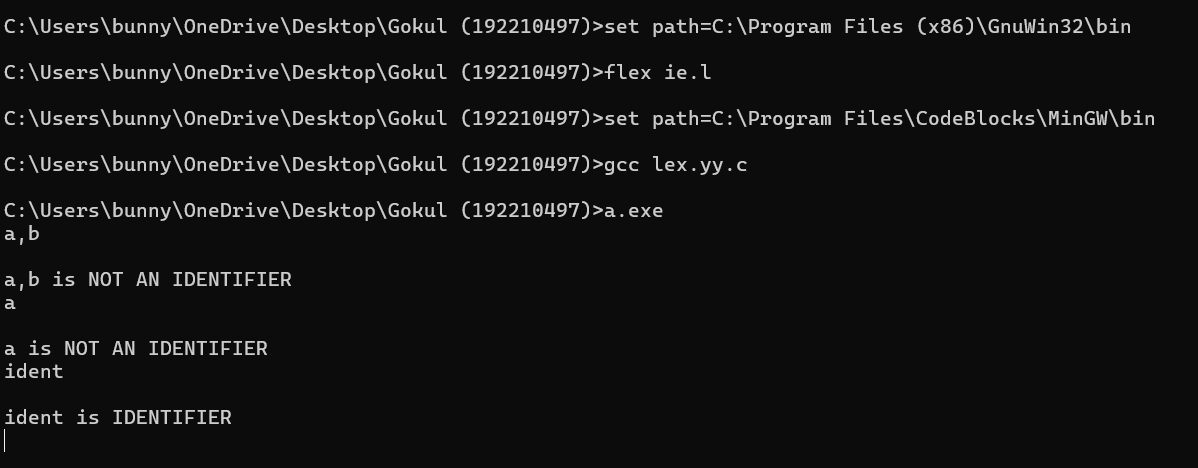 C:\Users\bunny\OneDrive\Desktop\Gokul (192210497)>set path=C:\Program Files (x86)\GnuWin32\bin
C:\Users\bunny\OneDrive\Desktop\Gokul (192210497)>flex ie.l
C:\Users\bunny\OneDrive\Desktop\Gokul (192210497)>set path=C:\Program Files\CodeBlocks\MinGW\bin
C:\Users\bunny\OneDrive\Desktop\Gokul (192210497)>gcc lex.yy.c
C:\Users\bunny\OneDrive\Desktop\Gokul (192210497)>a.exe
a,b
a,b is NOT AN IDENTIFIER
a
a is NOT AN IDENTIFIER
ident
ident is IDENTIFIER